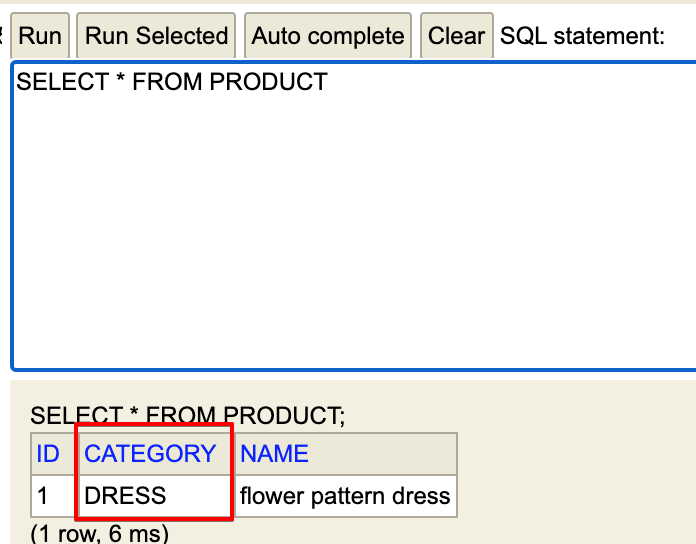 Run Run Selected Auto complete Clear SQL statement:
SELECT * FROM PRODUCT
SELECT * FROM PRODUCT;
ID CATEGORY NAME
1 DRESS flower pattern dress
(1 row, 6 ms)